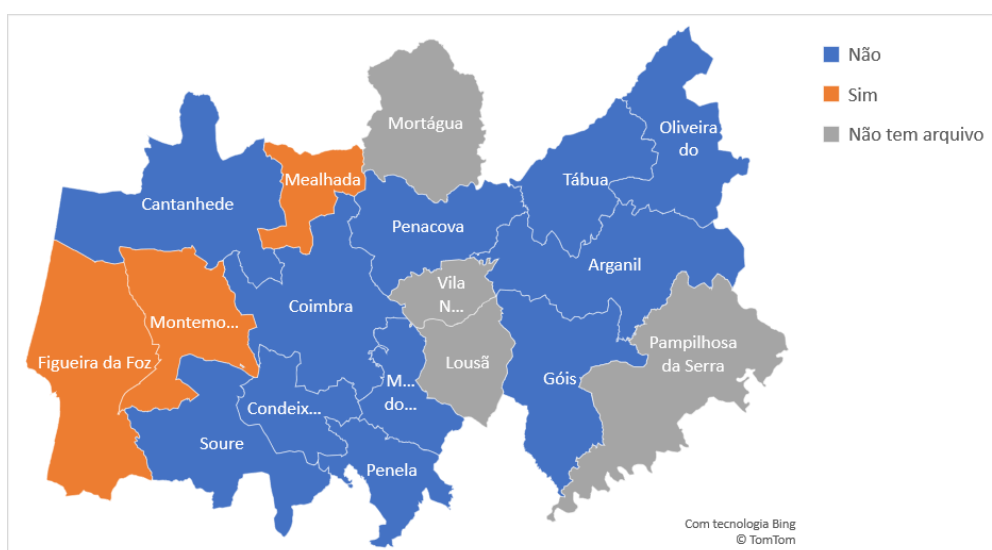 Não
Sim
Não tem arquivo
Mortágua
Oliveira
do
Mealhada
Tábua
Cantanhede
Penacova
Arganil
Vila
N...
Coimbra
Montemo...
Figueira da Foz
Lousã
Pampilhosa
da Serra
M...
do...
Góis
Condeix...
Soure
Penela
Com tecnologia Bing
© TomTom